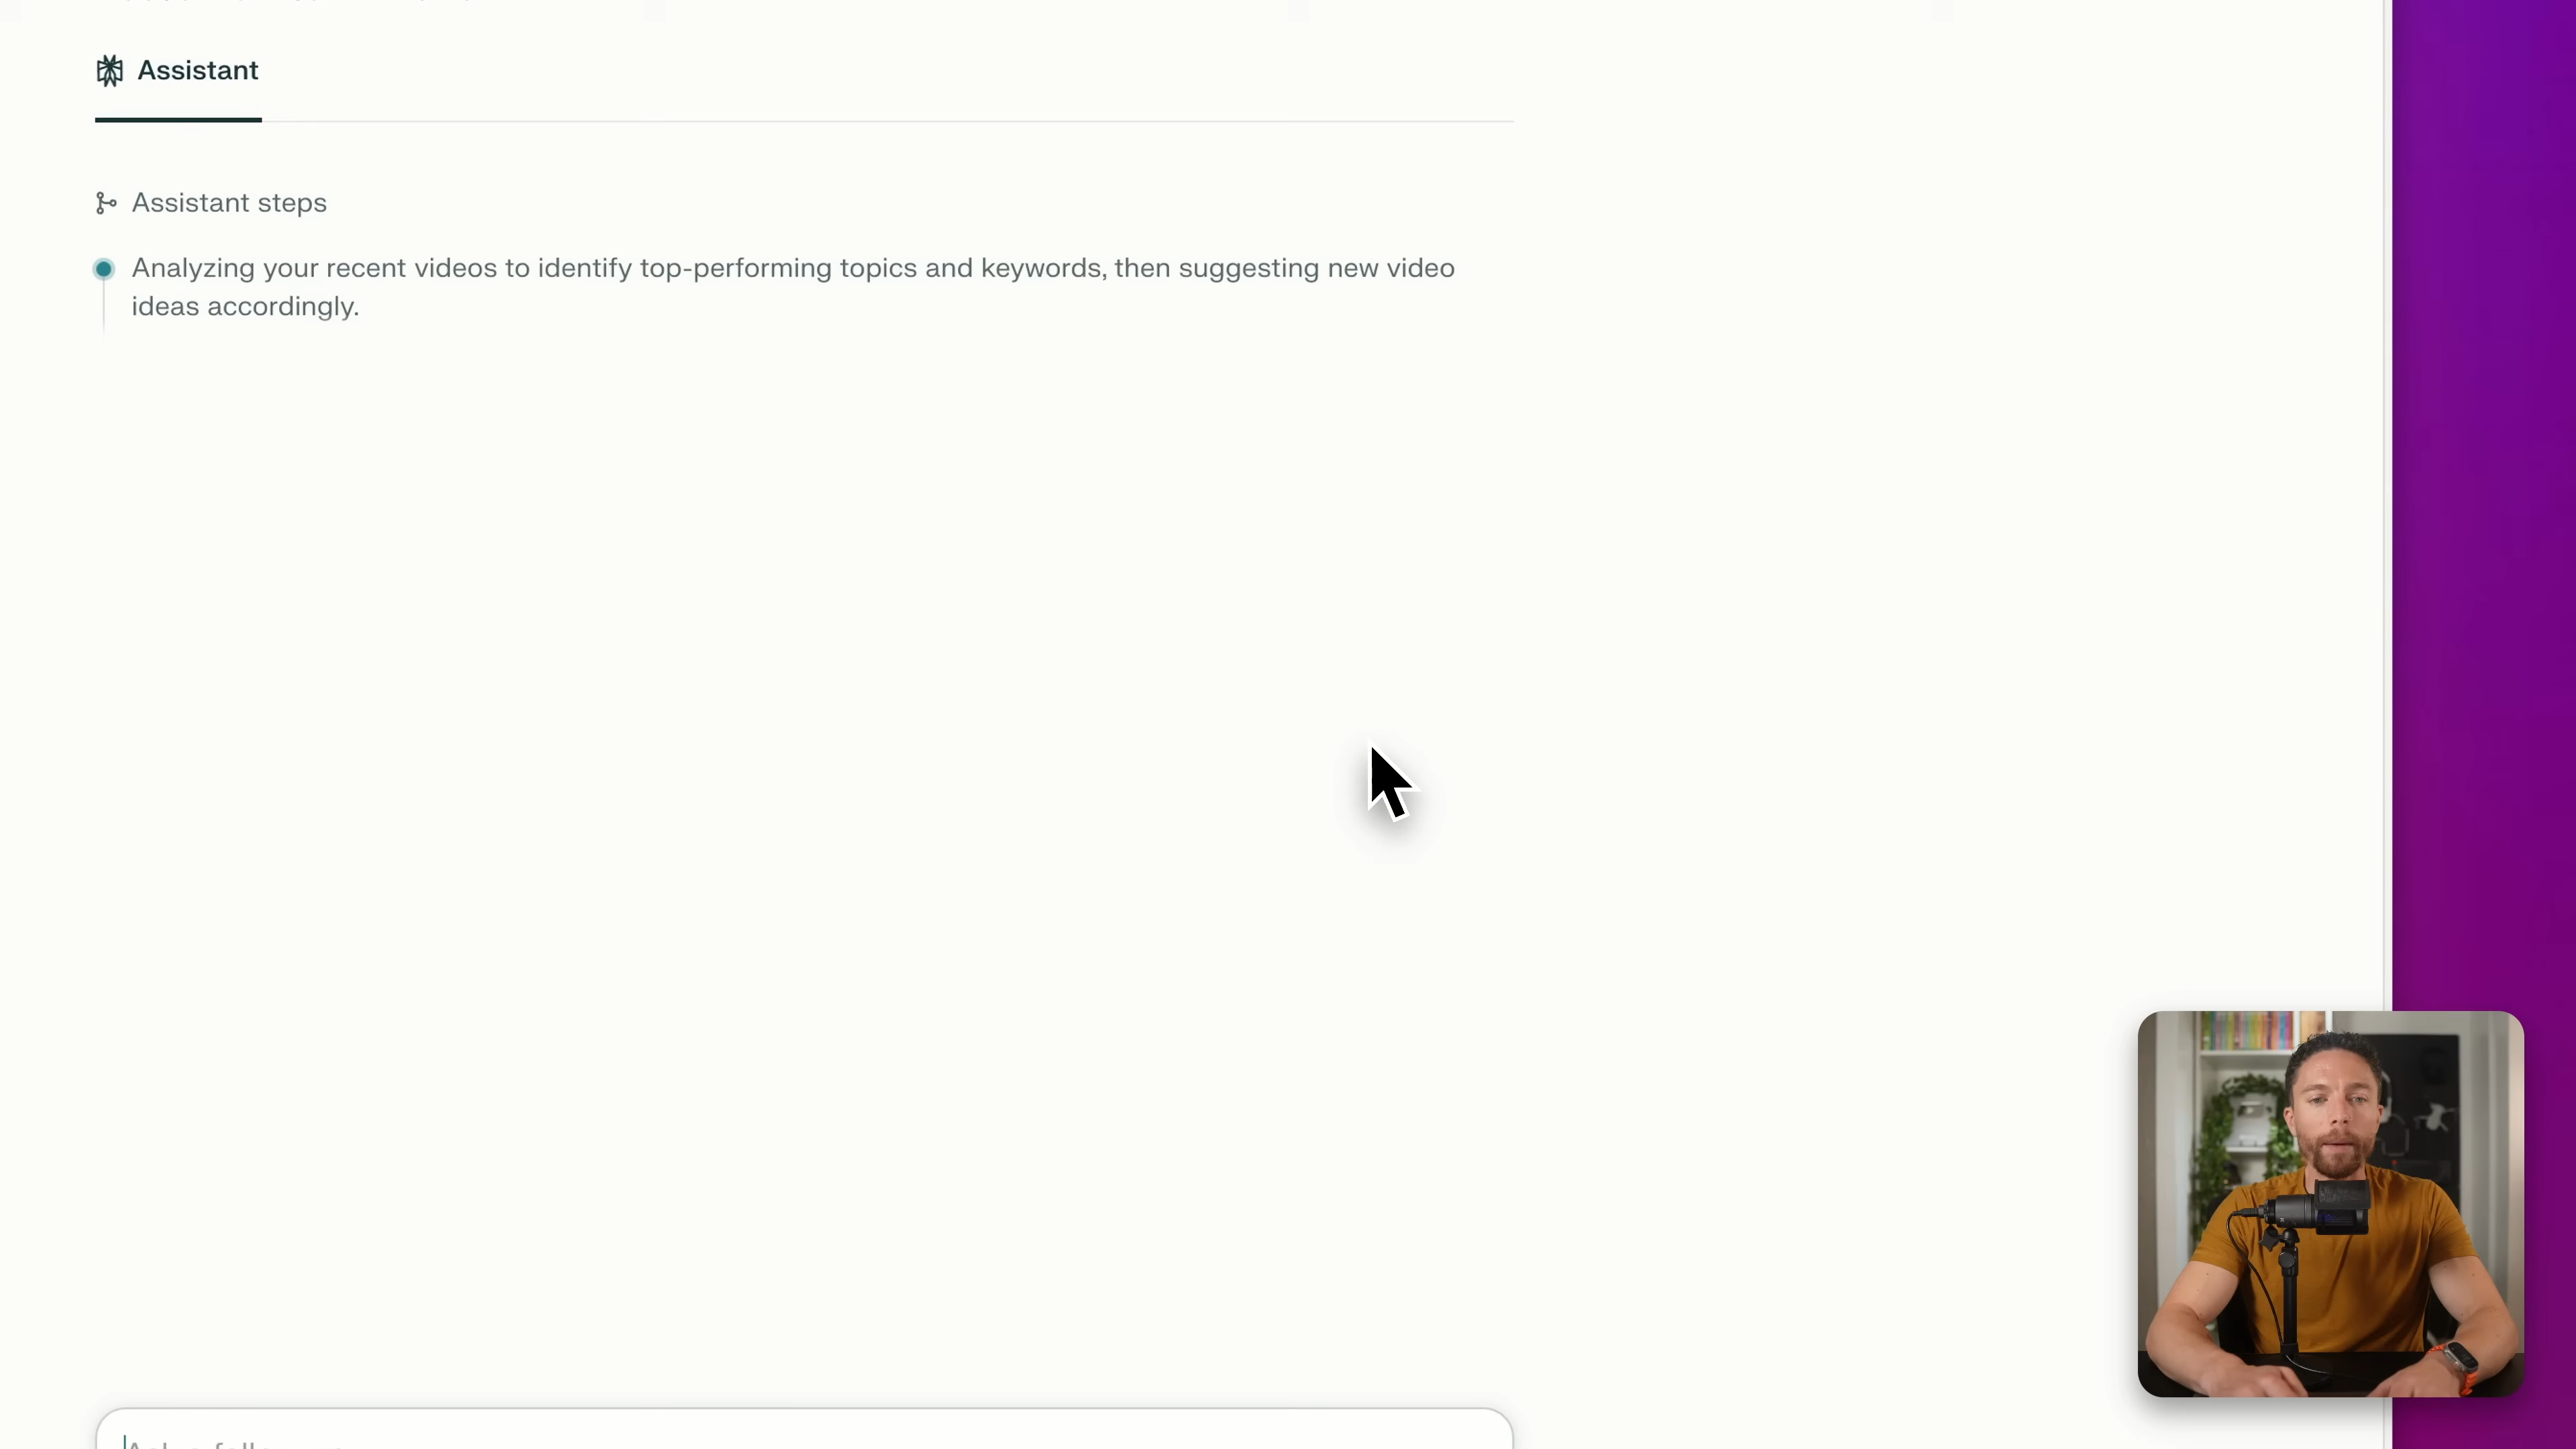 Assistant
Assistant steps
Analyzing your recent videos to identify top-performing topics and keywords, then suggesting new video
ideas accordingly.